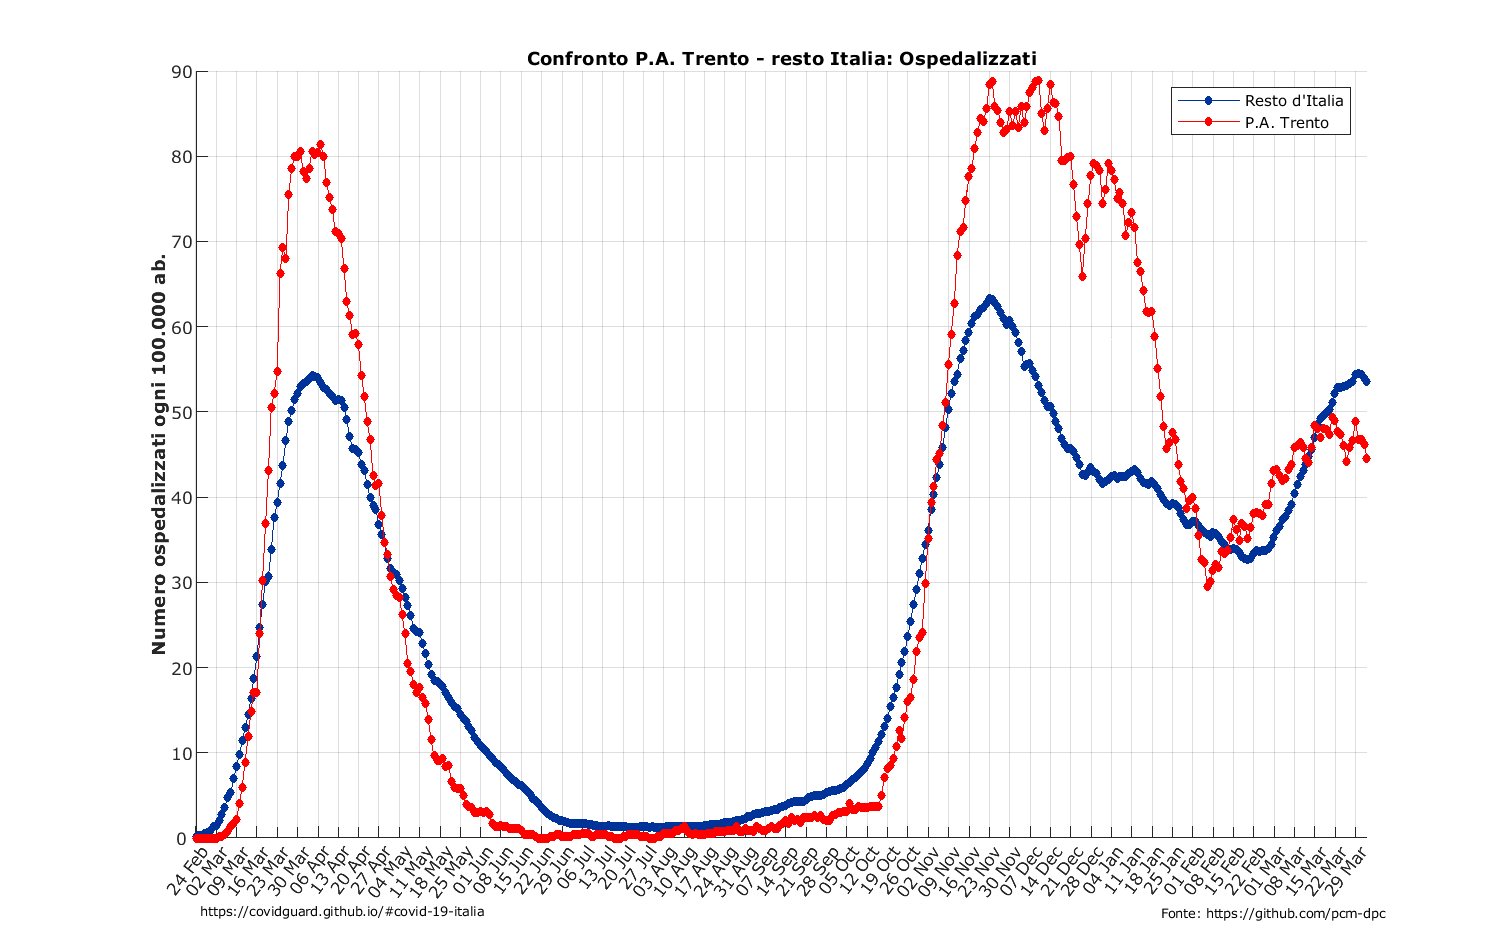 Confronto P.A. Trento - resto Italia: Ospedalizzati
Numero ospedalizzati ogni 100.000 ab.
90
80
70
60
50
40
30
20
10
0
Resto d'Italia
P.A. Trento
24 Feb
02 Mar
09 Mar
16 Mar
23 Mar
30 Mar
06 Apr
13 Apr
20 Apr
27 Apr
04 May
11 May
18 May
25 May
01 Jun
08 Jun
15 Jun
22 Jun
29 Jun
06 Jul
13 Jul
20 Jul
27 Jul
03 Aug
10 Aug
17 Aug
24 Aug
31 Aug
07 Sep
14 Sep
21 Sep
28 Sep
05 Oct
12 Oct
19 Oct
26 Oct
02 Nov
09 Nov
16 Nov
23 Nov
30 Nov
07 Dec
14 Dec
21 Dec
28 Dec
04 Jan
11 Jan
18 Jan
25 Jan
01 Feb
08 Feb
15 Feb
22 Feb
01 Mar
08 Mar
15 Mar
22 Mar
29 Mar
https://covidguard.github.io/#covid-19-italia
Fonte: https://github.com/pcm-dpc